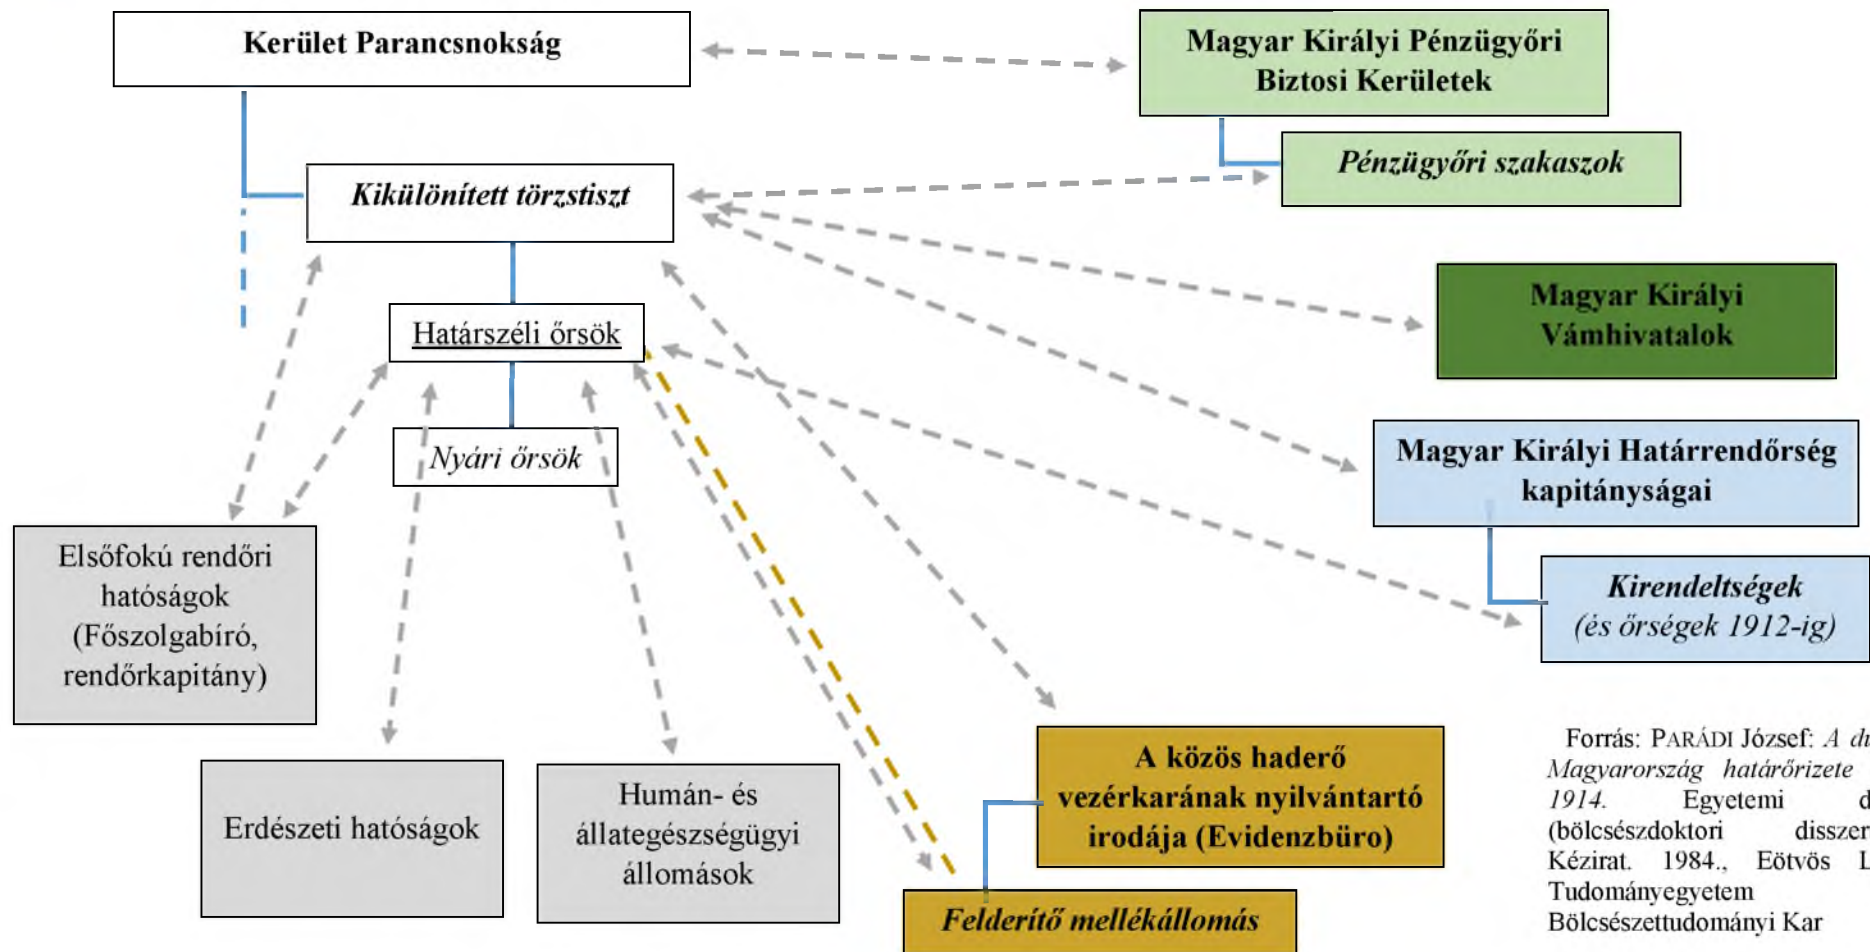 Kerület Parancsnokság
Magyar Királyi Pénzügyőri
Biztosi Kerületek
Pénzügyőri szakaszok
Kikülönített törzstiszt
Magyar Királyi
Vámhivatalok
Határszéli őrsök
Nyári őrsök
Magyar Királyi Határrendőrség
kapitányságai
Kirendeltségek
(és őrségek 1912-ig)
Elsőfokú rendőri
hatóságok
(Főszolgabíró,
rendőrkapitány)
Erdészeti hatóságok
Humán- és
állategészségügyi
állomások
A közös haderő
vezérkarának nyilvántartó
irodája (Evidenzbüro)
Felderítő mellékállomás
Forrás: PARÁDI József: A
Magyarország határőrizete
1914. Egyetemi
(bölcsészdoktori
Kézirat. 1984., Eötvös
Tudományegyetem
Bölcsészettudományi Kar